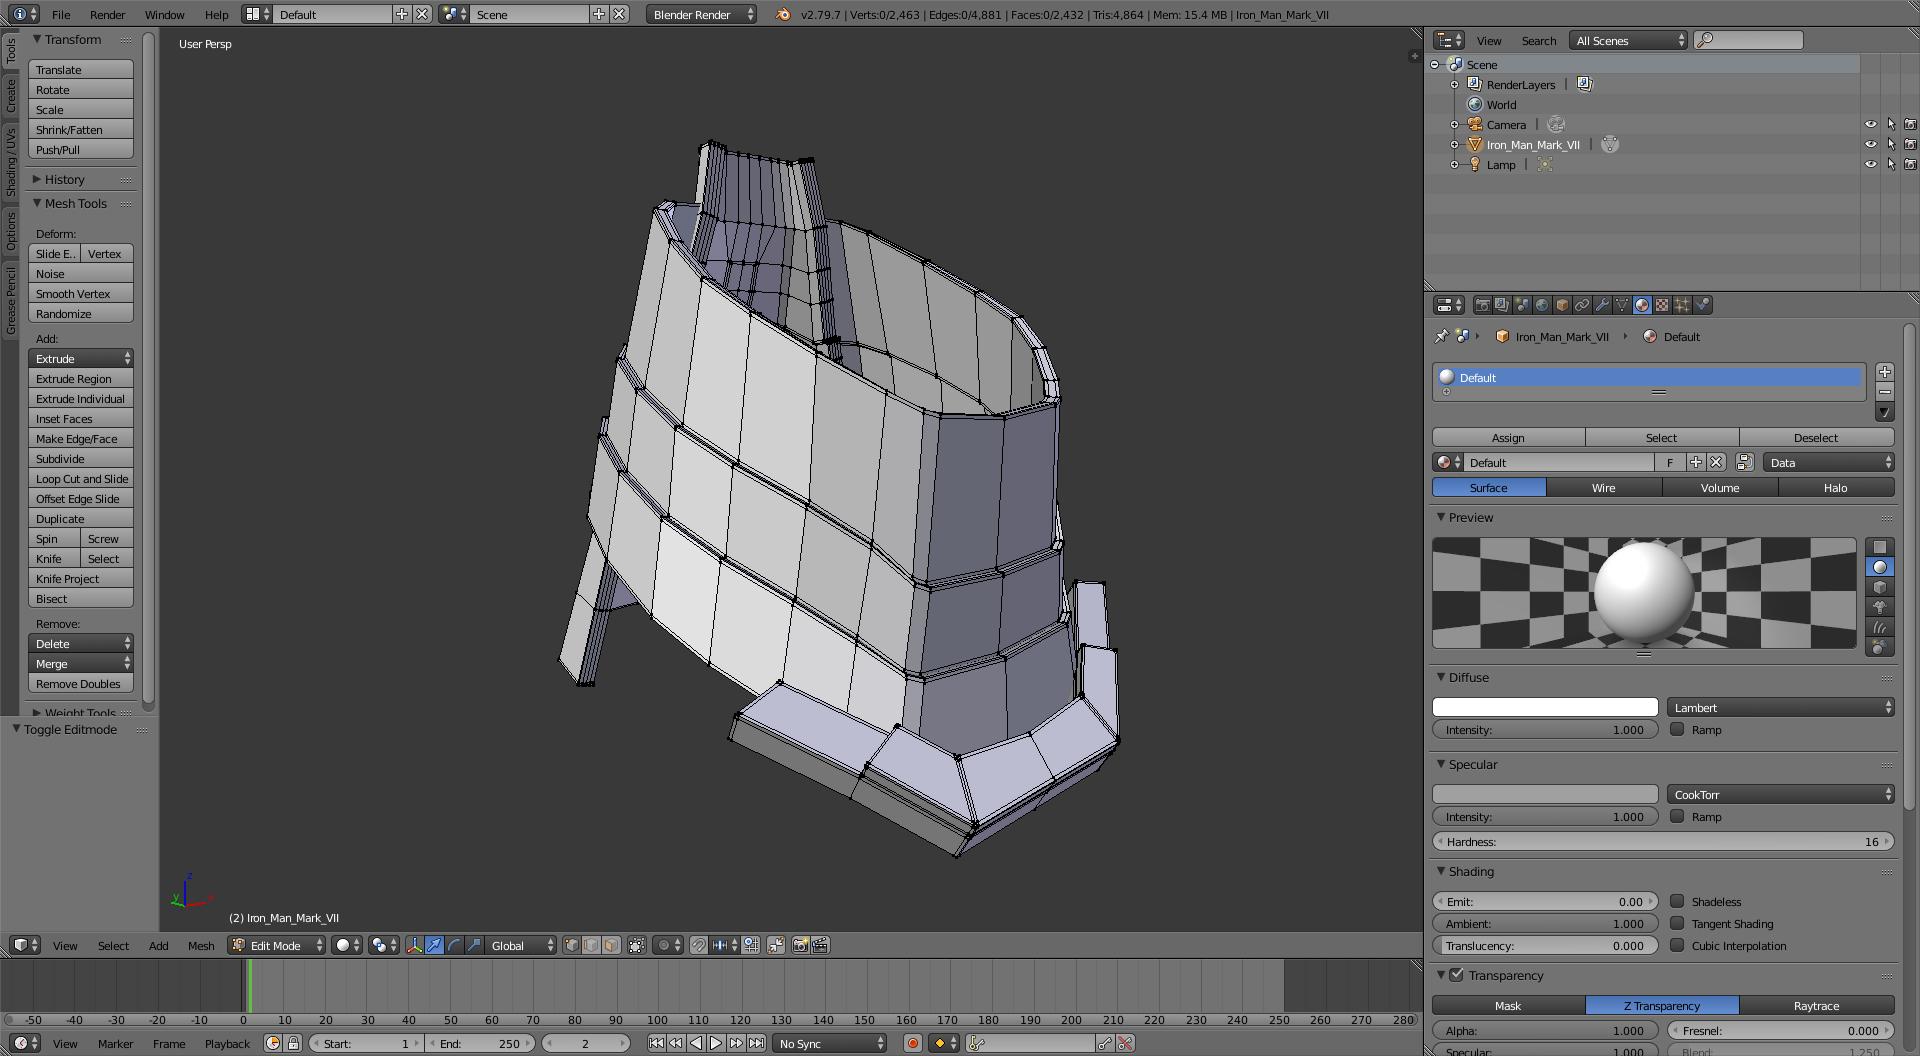 File Render Window Help Default Scene Blender Render v2.79.7 | Verts:0/2,463 | Edges:0/4,881 | Faces:0/2,432 | Tris:4,864 | Mem: 15.4 MB | Iron_Man_Mark_VII
Tools
Create
Shading / UVs
Options
Grease Pencil
Transform
Translate
Rotate
Scale
Shrink/Fatten
Push/Pull
History
Mesh Tools
Deform:
Slide E.. Vertex
Noise
Smooth Vertex
Randomize
Add:
Extrude
Extrude Region
Extrude Individual
Inset Faces
Make Edge/Face
Subdivide
Loop Cut and Slide
Offset Edge Slide
Duplicate
Spin Screw
Knife Select
Knife Project
Bisect
Remove:
Delete
Merge
Remove Doubles
Weight Tools
Toggle Editmode
User Persp
z
y
(2) Iron_Man_Mark_VII
View Select Add Mesh Edit Mode Global
-50 -40 -30 -20 -10 0 10 20 30 40 50 60 70 80 90 100 110 120 130 140 150 160 170 180 190 200 210 220 230 240 250 260 270 280
View Marker Frame Playback Start: 1 End: 250 2 No Sync
View Search All Scenes
Scene
RenderLayers |
World
Camera |
Iron_Man_Mark_VII |
Lamp |
Iron_Man_Mark_VII Default
Default
Assign Select Deselect
Default F Data
Surface Wire Volume Halo
Preview
Diffuse
Lambert
Intensity: 1.000 Ramp
Specular
CookTorr
Intensity: 1.000 Ramp
Hardness: 16
Shading
Emit: 0.00 Shadeless
Ambient: 1.000 Tangent Shading
Translucency: 0.000 Cubic Interpolation
Transparency
Mask Z Transparency Raytrace
Alpha: 1.000 Fresnel: 0.000
Specular: 1.000 Blend: 1.250